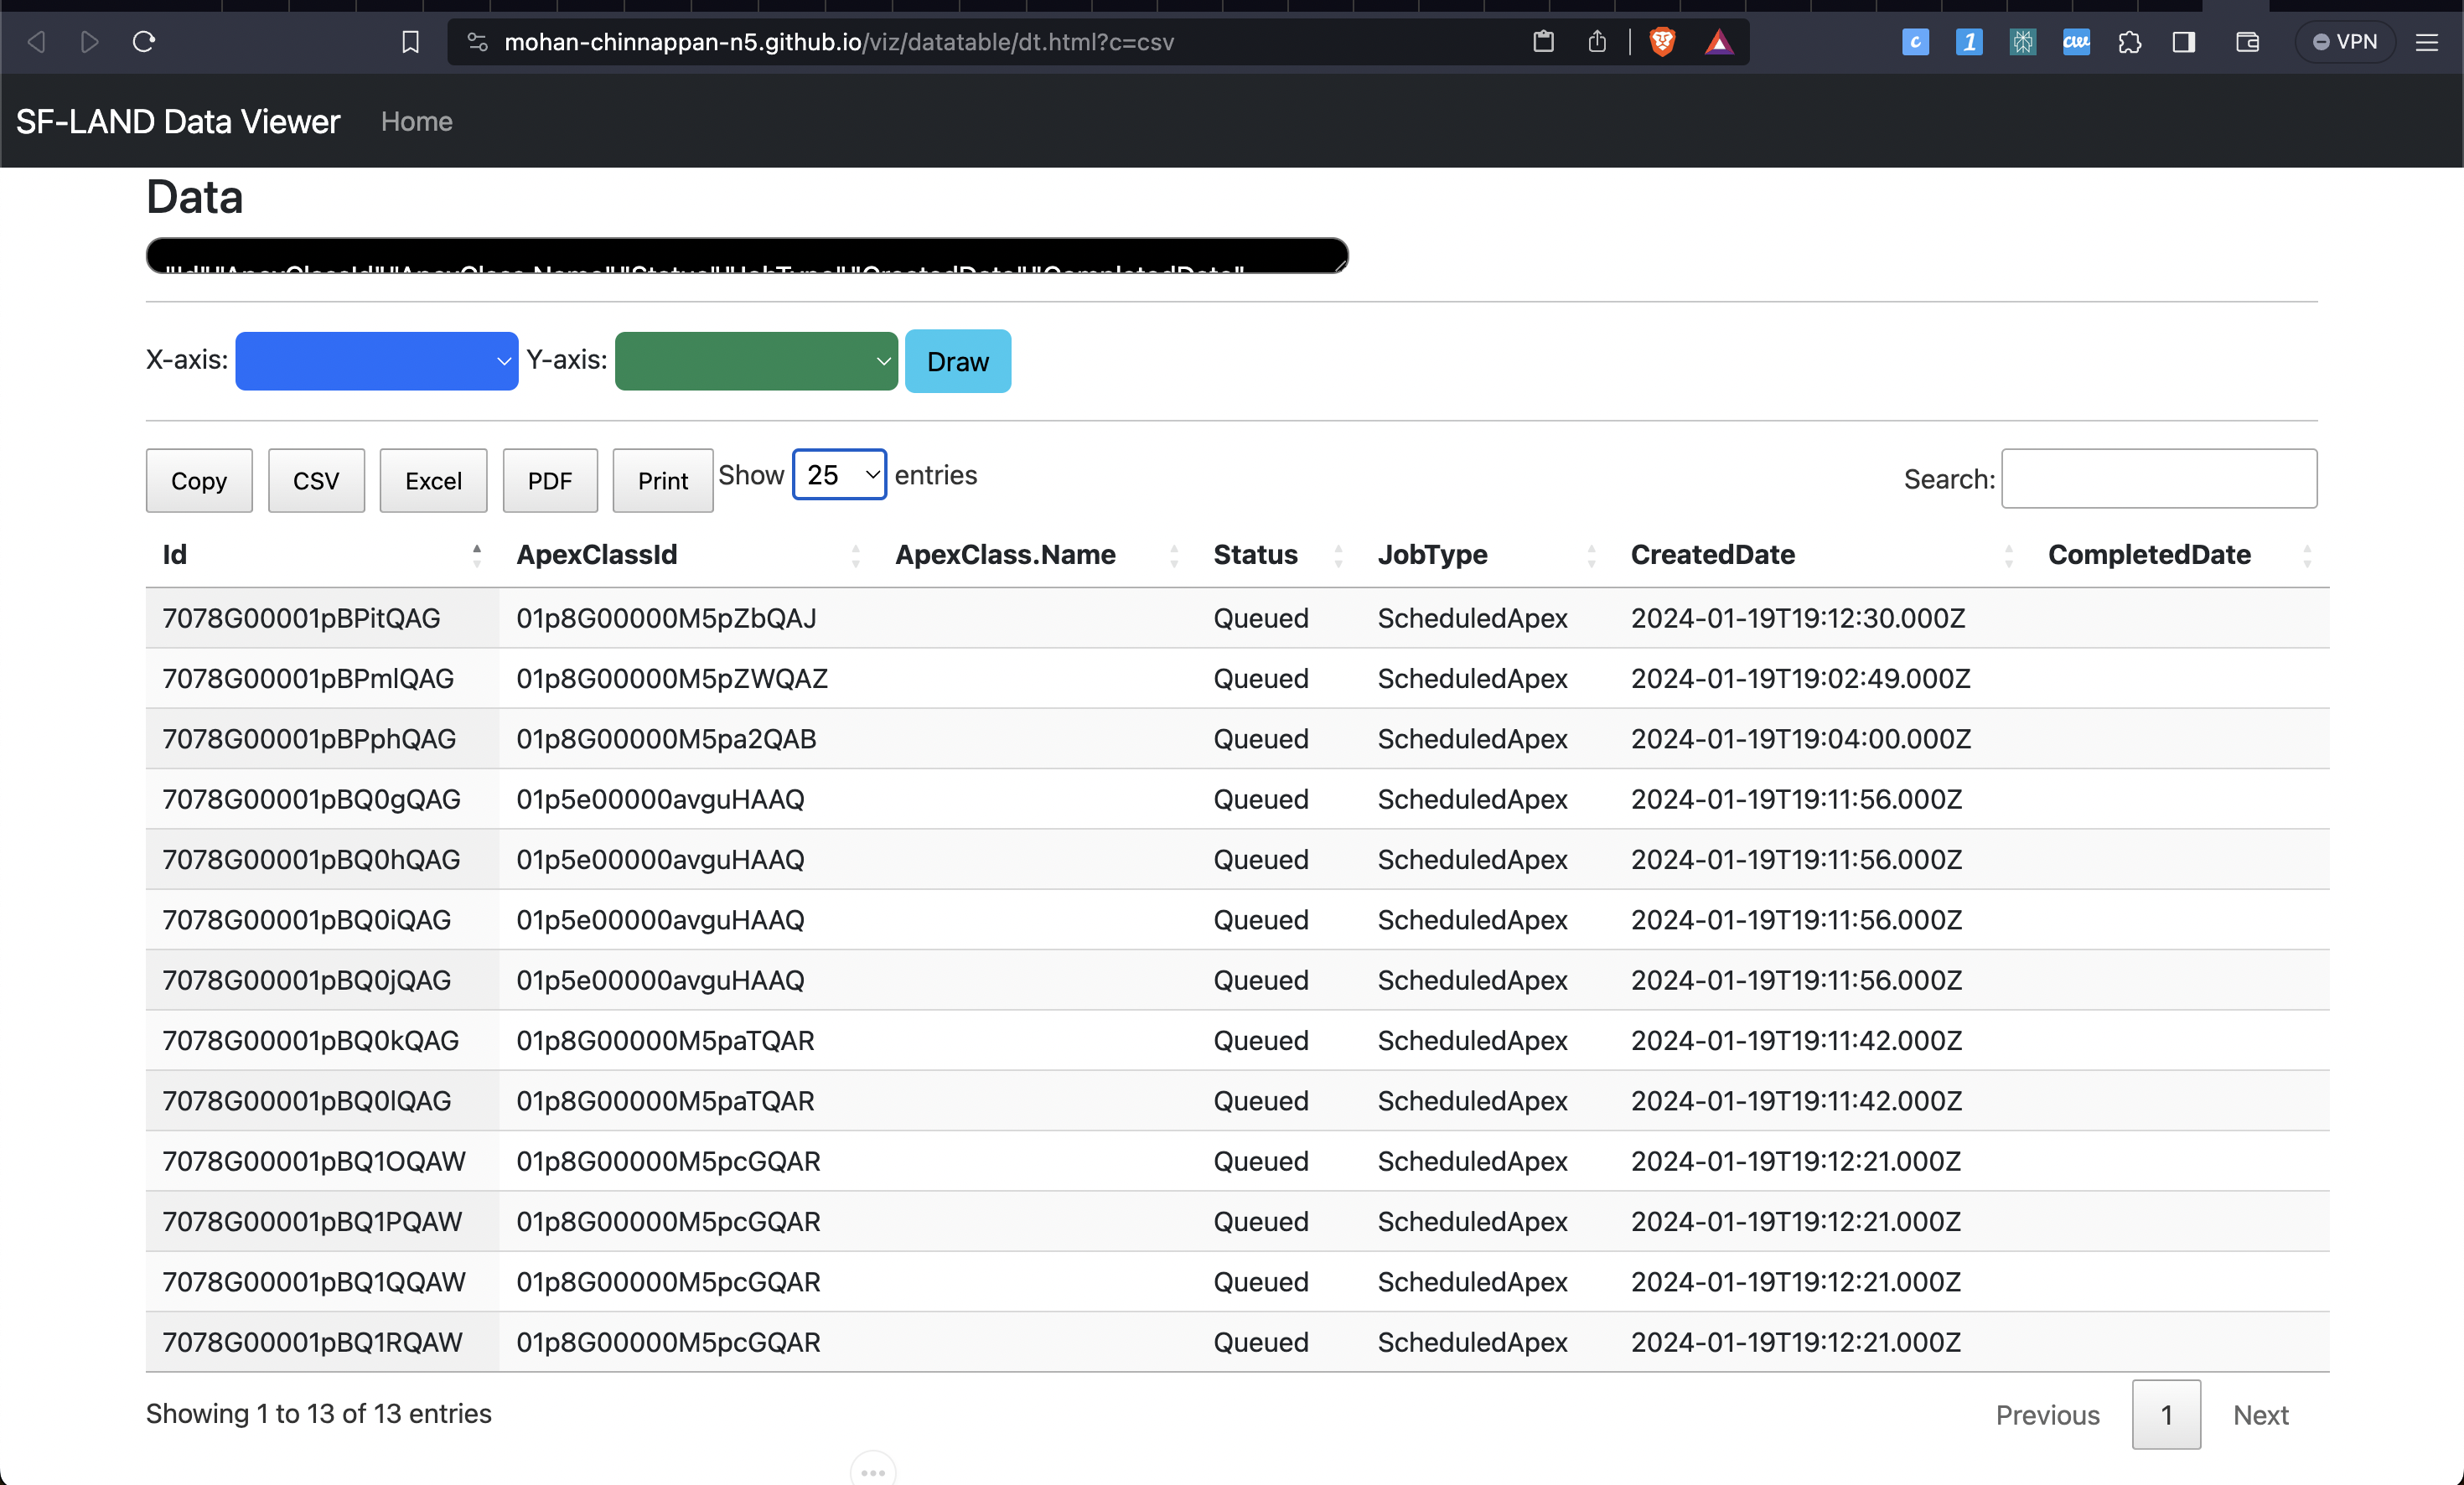 mohan-chinnappan-n5.github.io/viz/datatable/dt.html?c=csv
VPN
SF-LAND Data Viewer Home
Data
"Id","ApexClassId","ApexClass.Name","Status","JobType","CreatedDate","CompletedDate"
X-axis: Y-axis: Draw
Copy CSV Excel PDF Print Show 25 entries Search:
Id ApexClassId ApexClass.Name Status JobType CreatedDate CompletedDate
7078G00001pBPitQAG 01p8G00000M5pZbQAJ Queued ScheduledApex 2024-01-19T19:12:30.000Z
7078G00001pBPmlQAG 01p8G00000M5pZWQAZ Queued ScheduledApex 2024-01-19T19:02:49.000Z
7078G00001pBPphQAG 01p8G00000M5pa2QAB Queued ScheduledApex 2024-01-19T19:04:00.000Z
7078G00001pBQ0gQAG 01p5e00000avguHAAQ Queued ScheduledApex 2024-01-19T19:11:56.000Z
7078G00001pBQ0hQAG 01p5e00000avguHAAQ Queued ScheduledApex 2024-01-19T19:11:56.000Z
7078G00001pBQ0iQAG 01p5e00000avguHAAQ Queued ScheduledApex 2024-01-19T19:11:56.000Z
7078G00001pBQ0jQAG 01p5e00000avguHAAQ Queued ScheduledApex 2024-01-19T19:11:56.000Z
7078G00001pBQ0kQAG 01p8G00000M5paTQAR Queued ScheduledApex 2024-01-19T19:11:42.000Z
7078G00001pBQ0lQAG 01p8G00000M5paTQAR Queued ScheduledApex 2024-01-19T19:11:42.000Z
7078G00001pBQ1OQAW 01p8G00000M5pcGQAR Queued ScheduledApex 2024-01-19T19:12:21.000Z
7078G00001pBQ1PQAW 01p8G00000M5pcGQAR Queued ScheduledApex 2024-01-19T19:12:21.000Z
7078G00001pBQ1QQAW 01p8G00000M5pcGQAR Queued ScheduledApex 2024-01-19T19:12:21.000Z
7078G00001pBQ1RQAW 01p8G00000M5pcGQAR Queued ScheduledApex 2024-01-19T19:12:21.000Z
Showing 1 to 13 of 13 entries Previous 1 Next